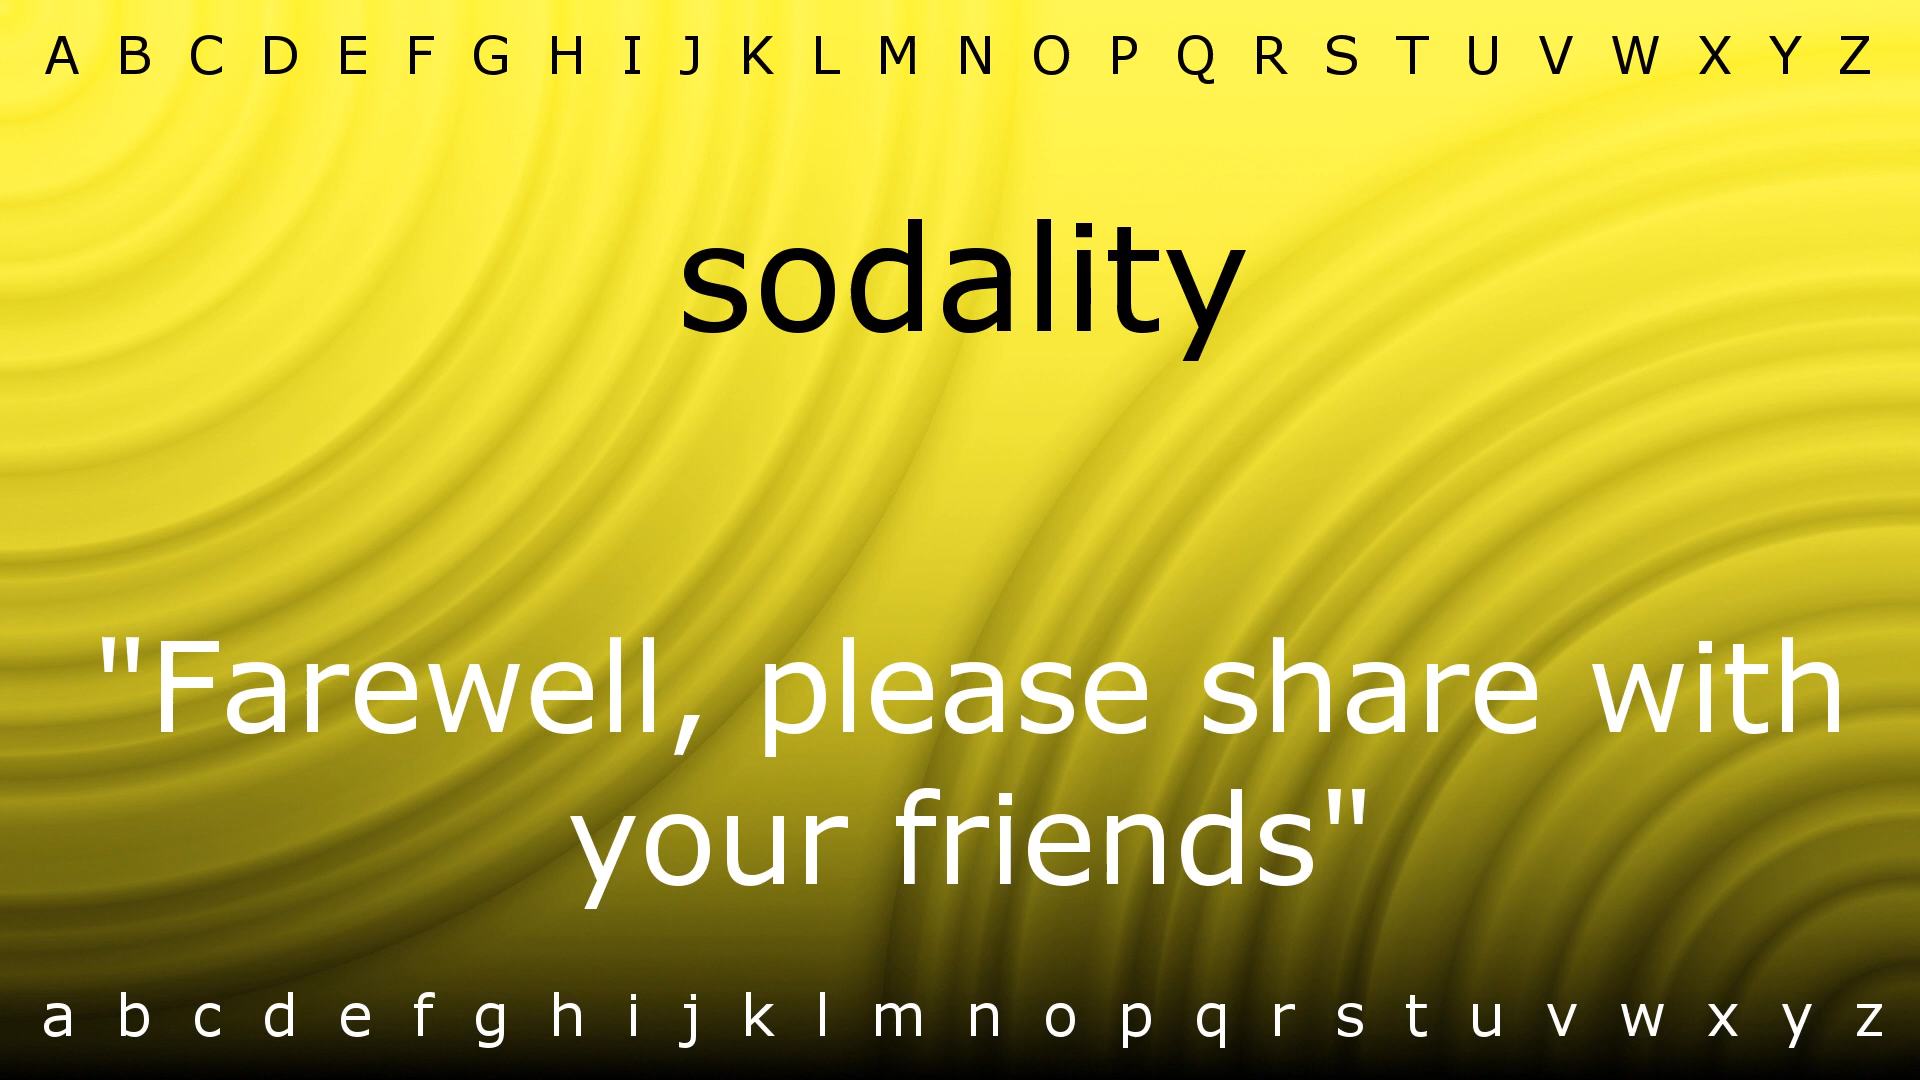 A B C D E F G H I J K L M N O P Q R S T U V W X Y Z
sodality
"Farewell, please share with
your friends"
a b c d e f g h i j k l m n o p q r s t u v w x y z